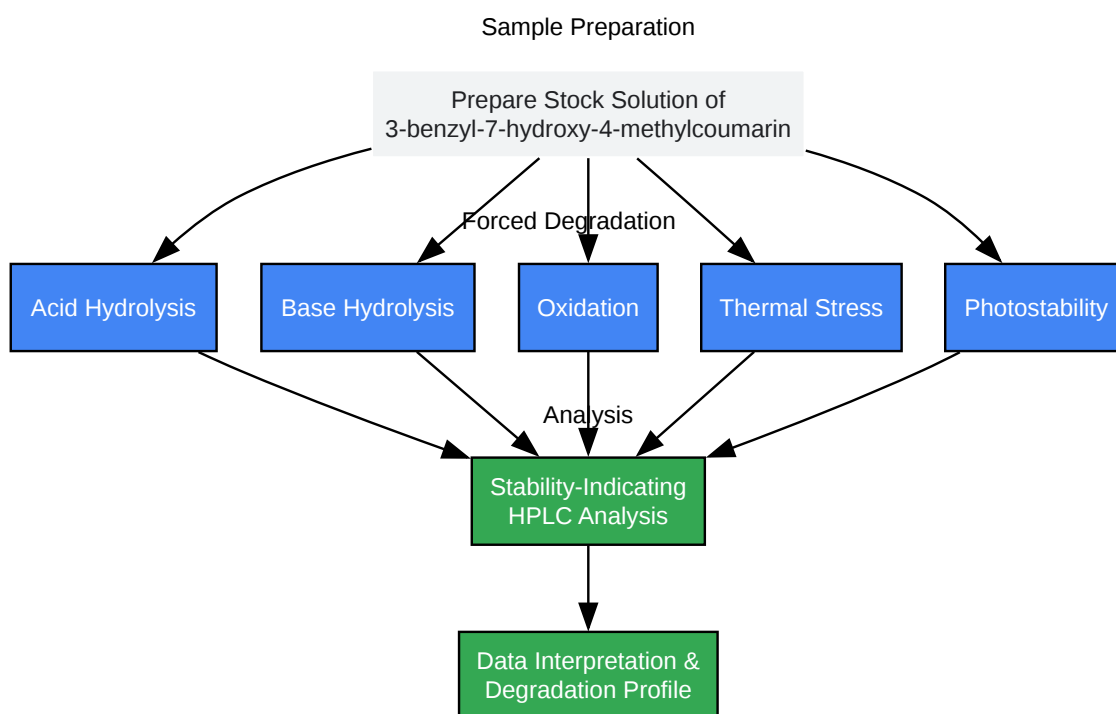 Sample Preparation
Prepare Stock Solution of
3-benzyl-7-hydroxy-4-methylcoumarin
Forced Degradation
Acid Hydrolysis
Base Hydrolysis
Oxidation
Thermal Stress
Photostability
Analysis
Stability-Indicating
HPLC Analysis
Data Interpretation &
Degradation Profile